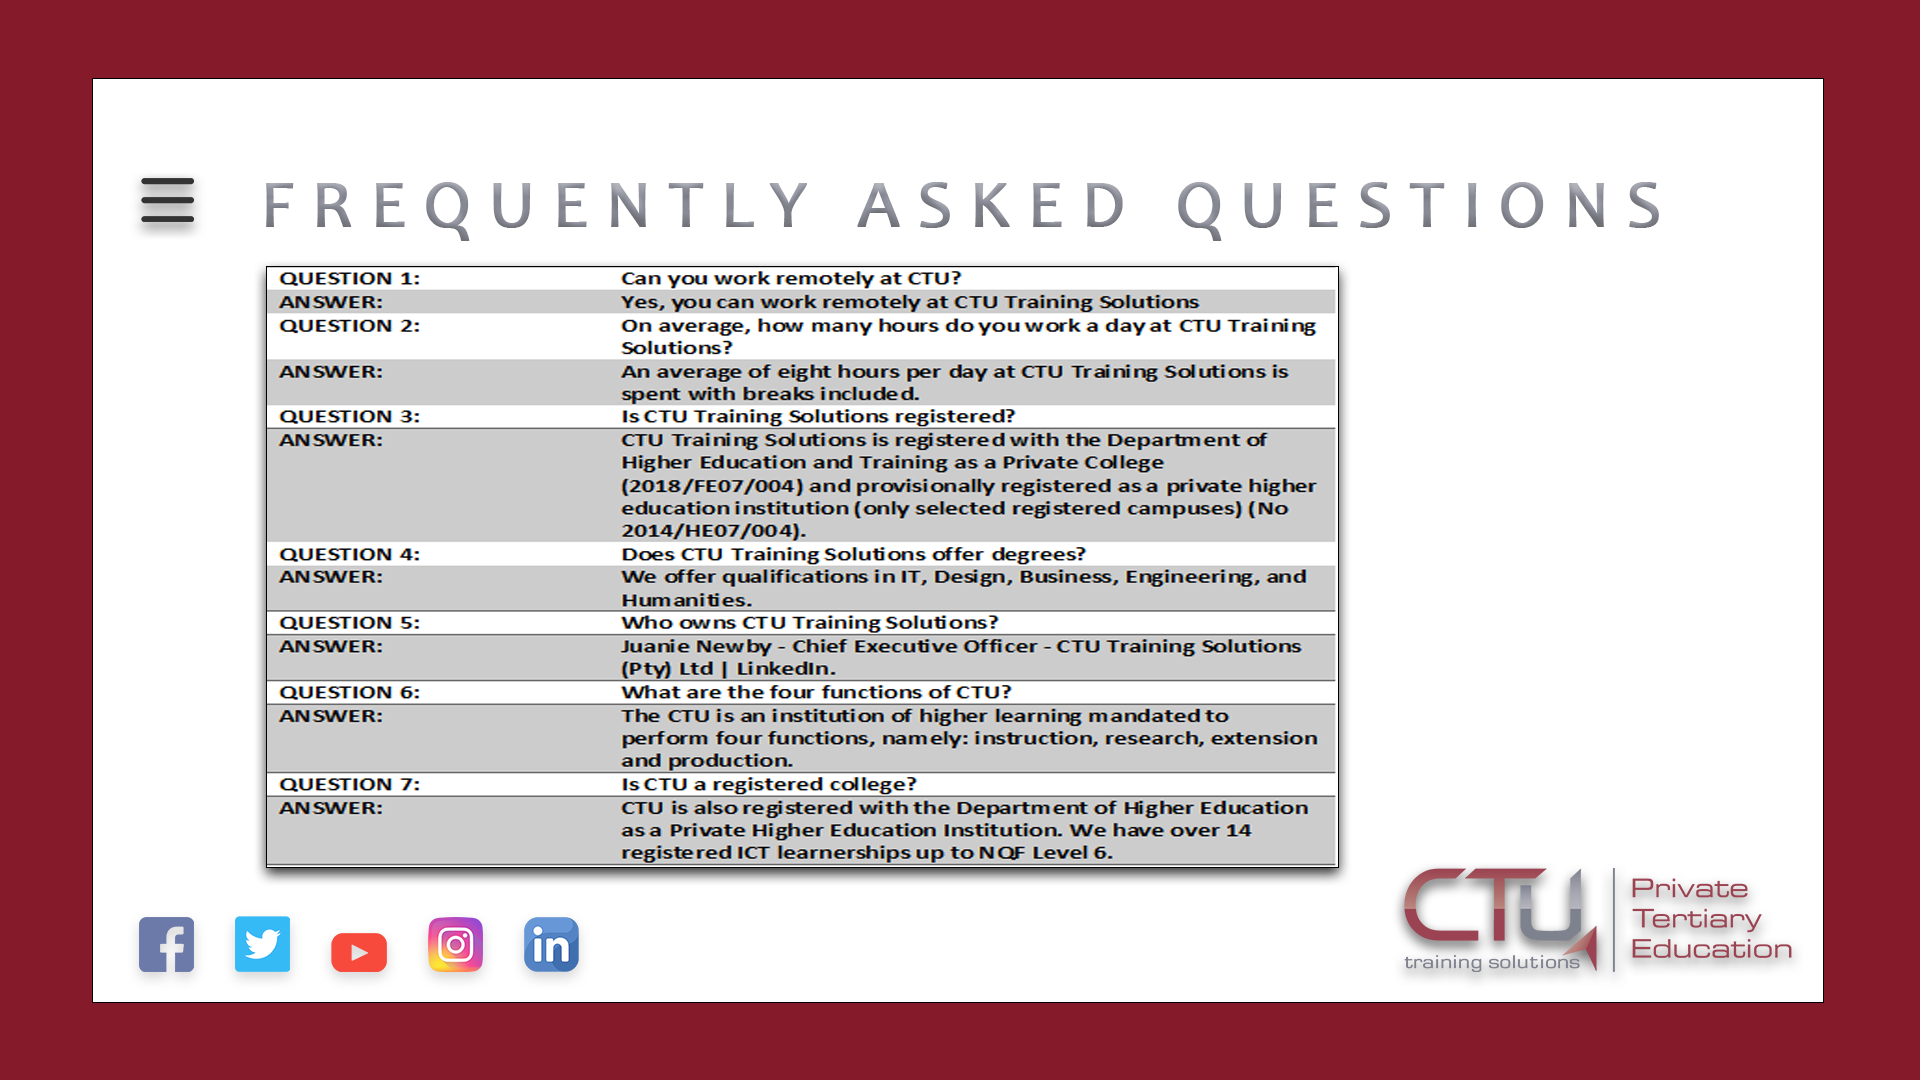 FREQUENTLY ASKED QUESTIONS
QUESTION 1: Can you work remotely at CTU?
ANSWER: Yes, you can work remotely at CTU Training Solutions
QUESTION 2: On average, how many hours do you work a day at CTU Training
Solutions?
ANSWER: An average of eight hours per day at CTU Training Solutions is
spent with breaks included.
QUESTION 3: Is CTU Training Solutions registered?
ANSWER: CTU Training Solutions is registered with the Department of
Higher Education and Training as a Private College
(2018/FE07/004) and provisionally registered as a private higher
education institution (only selected registered campuses) (No
2014/HE07/004).
QUESTION 4: Does CTU Training Solutions offer degrees?
ANSWER: We offer qualifications in IT, Design, Business, Engineering, and
Humanities.
QUESTION 5: Who owns CTU Training Solutions?
ANSWER: Juanie Newby - Chief Executive Officer - CTU Training Solutions
(Pty) Ltd | LinkedIn.
QUESTION 6: What are the four functions of CTU?
ANSWER: The CTU is an institution of higher learning mandated to
perform four functions, namely: instruction, research, extension
and production.
QUESTION 7: Is CTU a registered college?
ANSWER: CTU is also registered with the Department of Higher Education
as a Private Higher Education Institution. We have over 14
registered ICT learnerships up to NQF Level 6.
f
in
CTU
training solutions
Private
Tertiary
Education